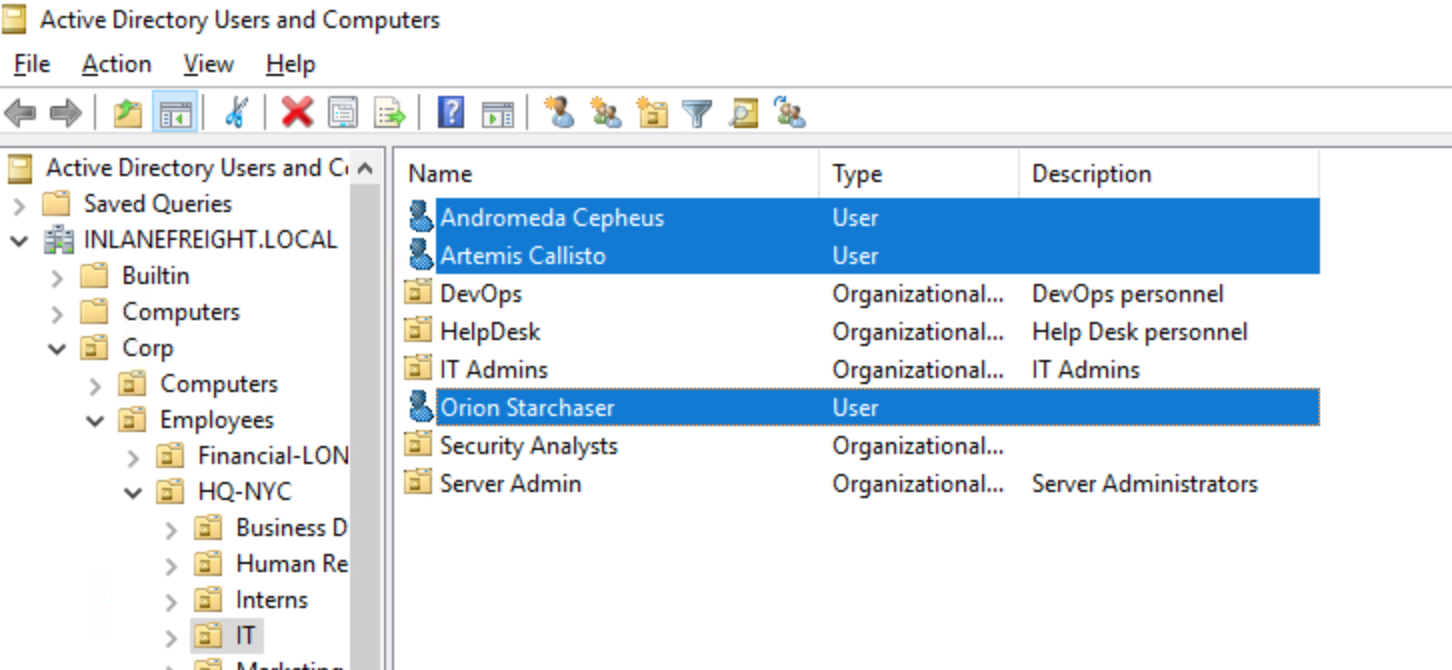 Active Directory Users and Computers
File Action View Help
Active Directory Users and Co
Saved Queries
INLANEFREIGHT.LOCAL
Builtin
Computers
Corp
Computers
Employees
Financial-LON
HQ-NYC
Business D
Human Re
Interns
IT
Marketing
Name Type Description
Andromeda Cepheus User
Artemis Callisto User
DevOps Organizational... DevOps personnel
HelpDesk Organizational... Help Desk personnel
IT Admins Organizational... IT Admins
Orion Starchaser User
Security Analysts Organizational...
Server Admin Organizational... Server Administrators